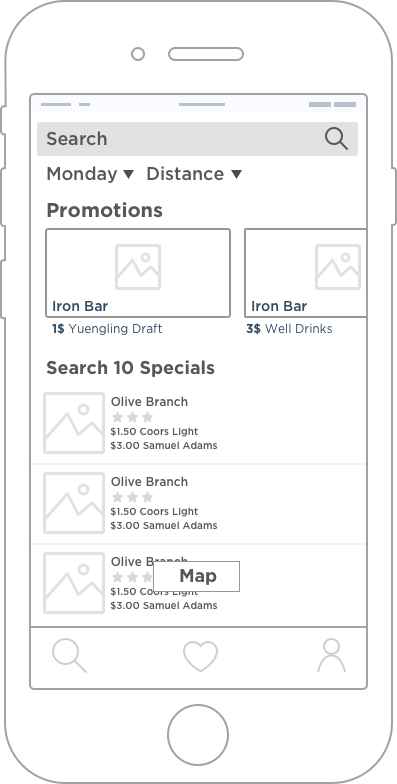 Search
Monday ▼ Distance ▼
Promotions
Iron Bar
1$ Yuengling Draft
Iron Bar
3$ Well Drinks
Search 10 Specials
Olive Branch
$1.50 Coors Light
$3.00 Samuel Adams
Olive Branch
$1.50 Coors Light
$3.00 Samuel Adams
Olive Branch
$1.50 Coors Light
$3.00 Samuel Adams
Map